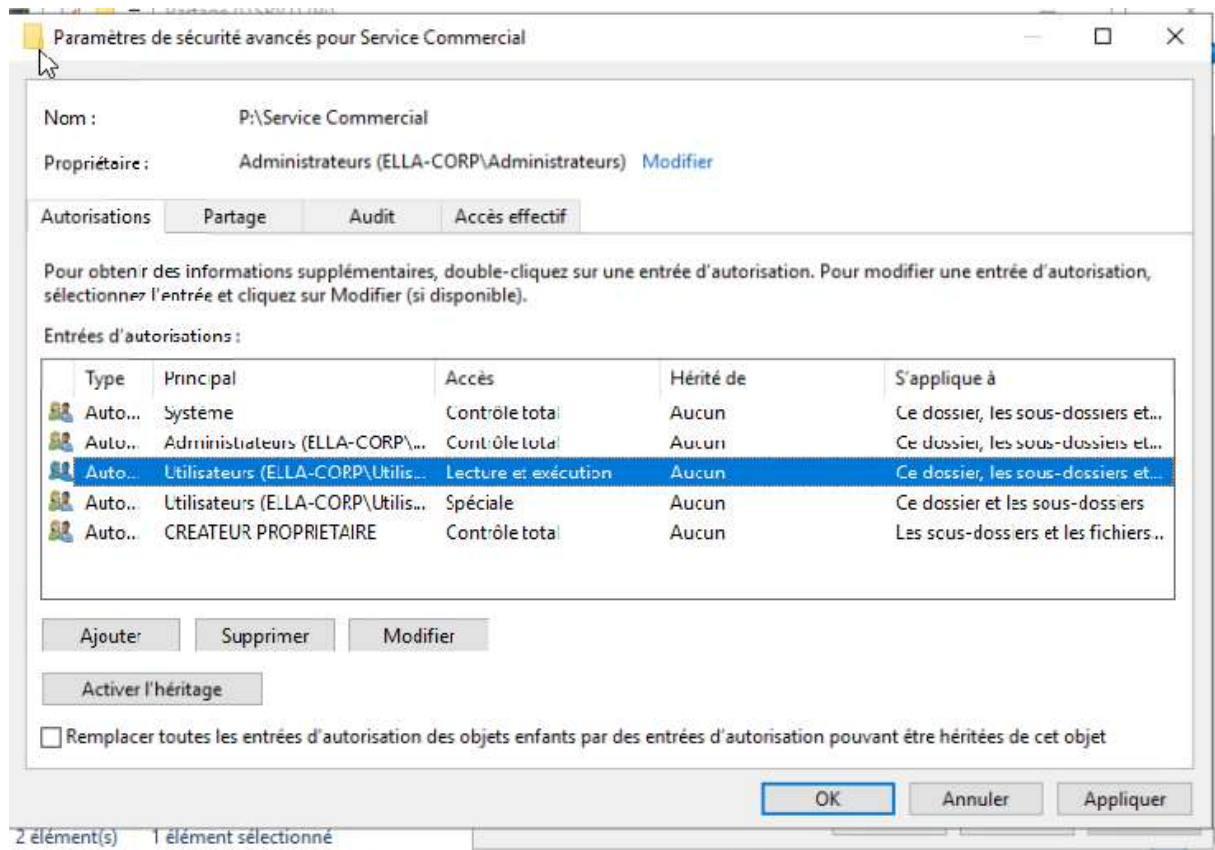 Paramètres de sécurité avancés pour Service Commercial
Nom : P:\Service Commercial
Propriétaire : Administrateurs (ELLA-CORP\Administrateurs) Modifier
Autorisations Partage Audit Accès effectif
Pour obtenir des informations supplémentaires, double-cliquez sur une entrée d'autorisation. Pour modifier une entrée d'autorisation,
sélectionnez l'entrée et cliquez sur Modifier (si disponible).
Entrées d'autorisations :
Type Principal Accès Hérité de S'applique à
Auto... Système Contrôle total Aucun Ce dossier, les sous-dossiers et...
Auto... Administrateurs (ELLA-CORP\... Contrôle total Aucun Ce dossier, les sous-dossiers et...
Auto... Utilisateurs (ELLA-CORP\Utilis... Lecture et exécution Aucun Ce dossier, les sous-dossiers et...
Auto... Utilisateurs (ELLA-CORP\Utilis... Spéciale Aucun Ce dossier et les sous-dossiers
Auto... CREATEUR PROPRIETAIRE Contrôle total Aucun Les sous-dossiers et les fichiers...
Ajouter Supprimer Modifier
Activer l'héritage
Remplacer toutes les entrées d'autorisation des objets enfants par des entrées d'autorisation pouvant être héritées de cet objet
OK Annuler Appliquer
2 élément(s) 1 élément sélectionné